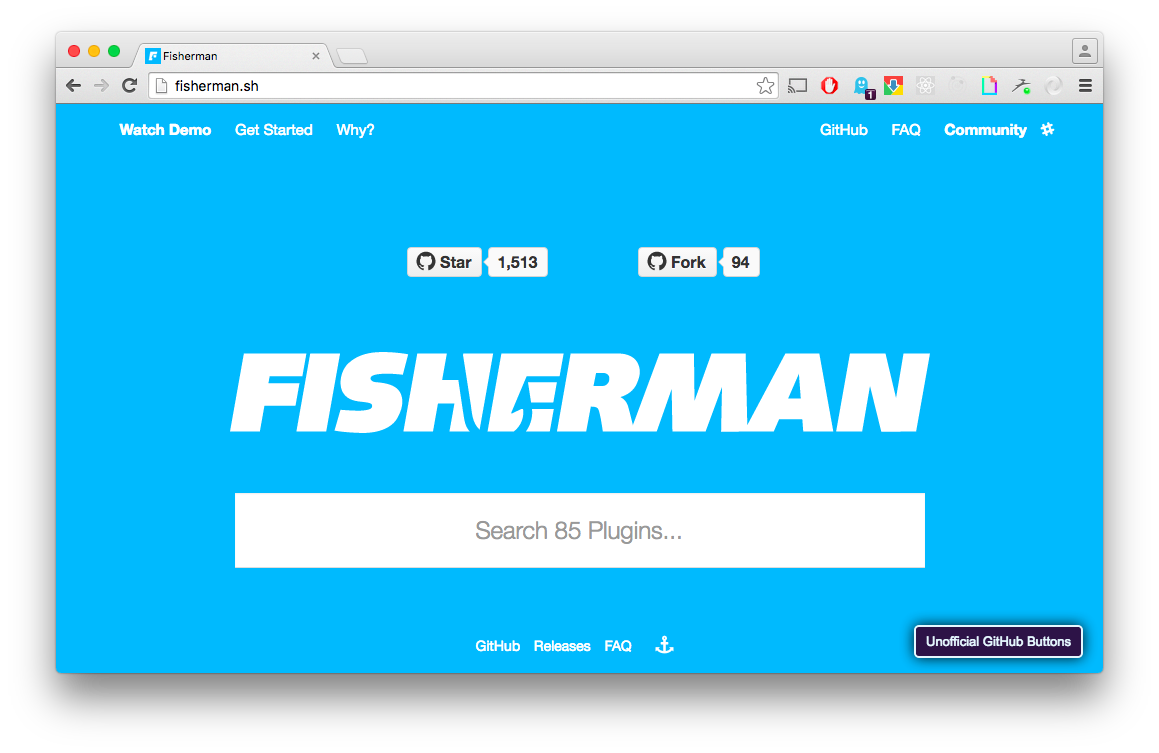 Fisherman
fisherman.sh
1
Watch Demo Get Started Why? GitHub FAQ Community
Star 1,513 Fork 94
FISHERMAN
Search 85 Plugins...
GitHub Releases FAQ
Unofficial GitHub Buttons